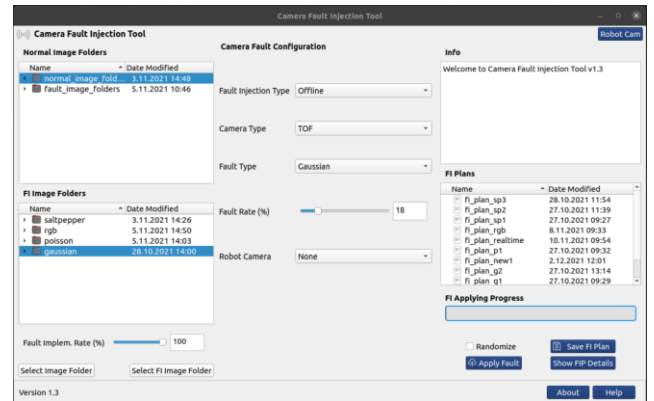 Camera Fault Injection Tool
Camera Fault Injection Tool
Robot Cam
Normal Image Folders
Name
Date Modified
normal_image_fold... 3.11.2021 14:48
fault_image_folders 5.11.2021 10:46
FI Image Folders
Name
Date Modified
saltpepper 3.11.2021 14:26
rgb 5.11.2021 14:50
poisson 5.11.2021 14:03
gaussian 28.10.2021 14:00
Fault Implem. Rate (%)
100
Select Image Folder
Select FI Image Folder
Camera Fault Configuration
Fault Injection Type
Offline
Camera Type
TOF
Fault Type
Gaussian
Fault Rate (%)
18
Robot Camera
None
Info
Welcome to Camera Fault Injection Tool v1.3
FI Plans
Name
Date Modified
fi_plan_sp3 28.10.2021 11:54
fi_plan_sp2 27.10.2021 11:39
fi_plan_sp1 27.10.2021 09:27
fi_plan_rgb 8.11.2021 09:33
fi_plan_realtime 10.11.2021 09:54
fi_plan_p1 27.10.2021 09:32
fi_plan_new1 2.12.2021 12:01
fi_plan_g2 27.10.2021 13:14
fi_plan_g1 27.10.2021 09:29
FI Applying Progress
Randomize
Save FI Plan
Apply Fault
Show FIP Details
Version 1.3
About
Help